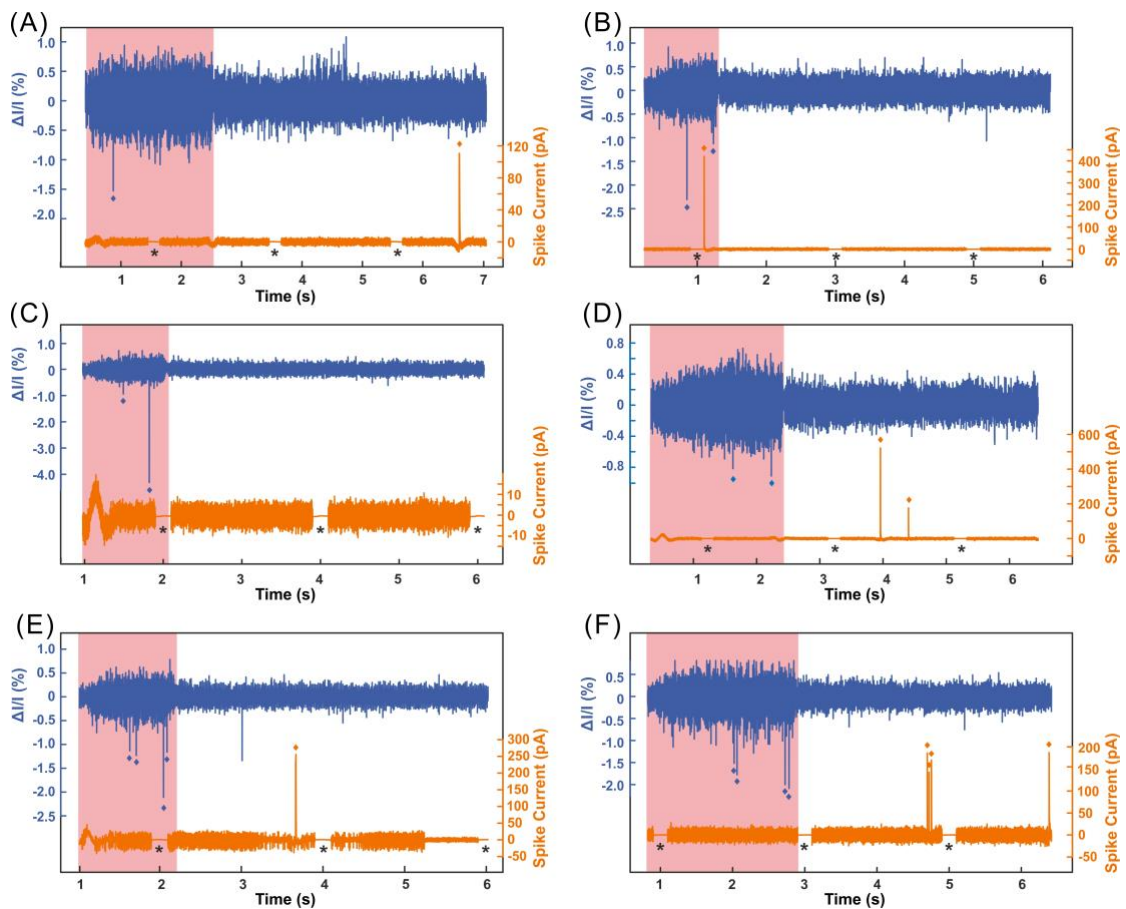 (A)
1.0
0.5
0
-0.5
-1.0
-1.5
-2.0
ΔI/I (%)
120
80
40
0
Spike Current (pA)
*
*
*
1 2 3 4 5 6 7
Time (s)
(B)
1.0
0.5
0
-0.5
-1.0
-1.5
-2.0
-2.5
ΔI/I (%)
400
300
200
100
0
Spike Current (pA)
*
*
*
1 2 3 4 5 6
Time (s)
(C)
1.0
0
-1.0
-2.0
-3.0
-4.0
ΔI/I (%)
10
0
-10
Spike Current (pA)
*
*
*
1 2 3 4 5 6
Time (s)
(D)
0.8
0.4
0
-0.4
-0.8
ΔI/I (%)
600
400
200
0
Spike Current (pA)
*
*
*
1 2 3 4 5 6
Time (s)
(E)
1.0
0.5
0
-0.5
-1.0
-1.5
-2.0
-2.5
ΔI/I (%)
300
250
200
150
100
50
0
-50
Spike Current (pA)
*
*
*
1 2 3 4 5 6
Time (s)
(F)
0.5
0
-0.5
-1.0
-1.5
-2.0
ΔI/I (%)
200
150
100
50
0
-50
Spike Current (pA)
*
*
*
1 2 3 4 5 6
Time (s)